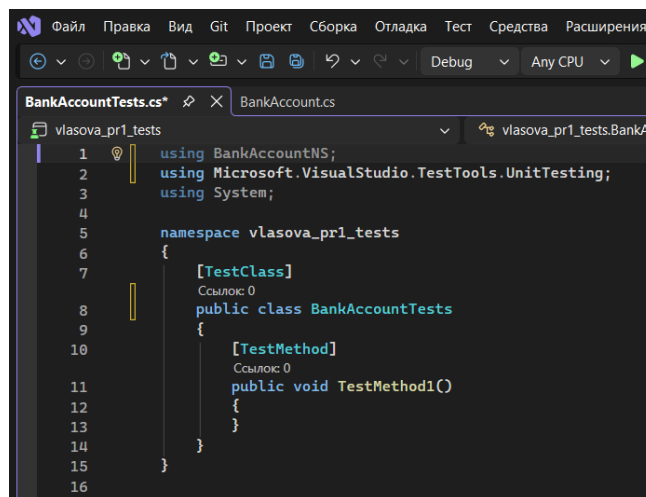 Файл Правка Вид Git Проект Сборка Отладка Тест Средства Расширения
Debug Any CPU
BankAccountTests.cs* BankAccount.cs
vlasova_pr1_tests vlasova_pr1_tests.BankA
1 using BankAccountNS;
2 using Microsoft.VisualStudio.TestTools.UnitTesting;
3 using System;
4
5 namespace vlasova_pr1_tests
6 {
7 [TestClass]
Ссылок: 0
8 public class BankAccountTests
9 {
10 [TestMethod]
Ссылок: 0
11 public void TestMethod1()
12 {
13 }
14 }
15 }
16